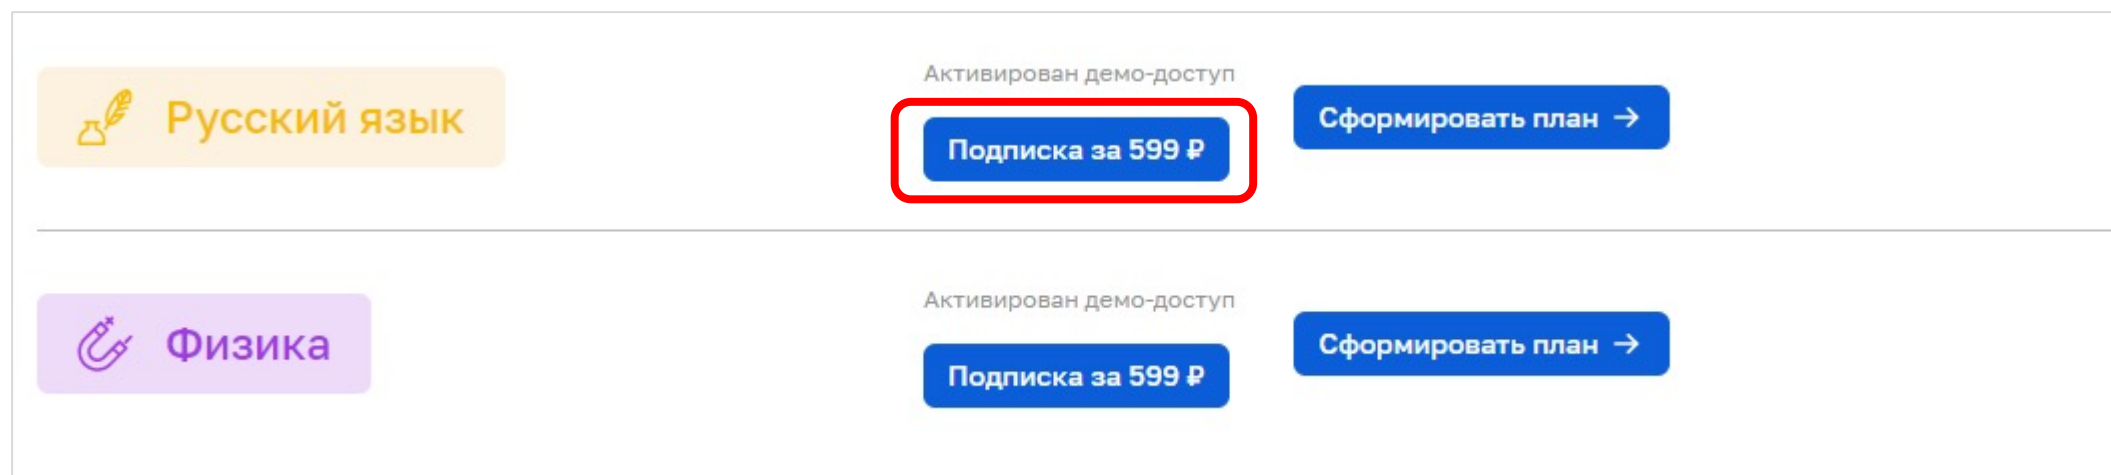 Русский язык
Активирован демо-доступ
Подписка за 599 ₽
Сформировать план →
Физика
Активирован демо-доступ
Подписка за 599 ₽
Сформировать план →